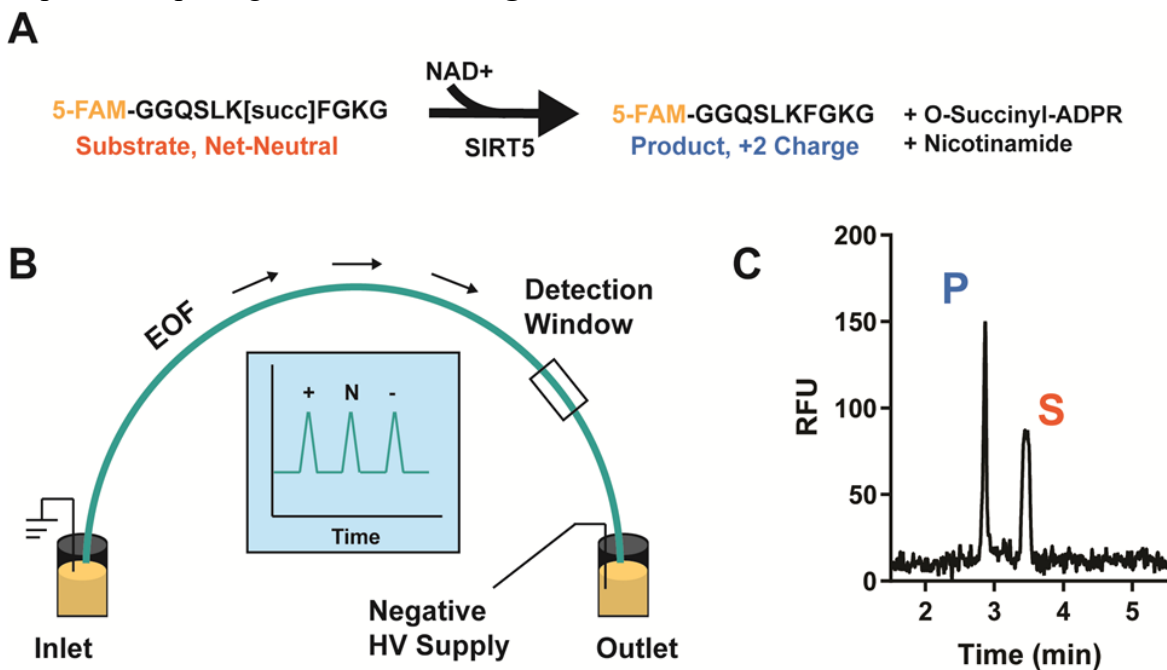 A
5-FAM-GGQSLK[succ]FGKG
Substrate, Net-Neutral
NAD+
SIRT5
5-FAM-GGQSLKFGKG
Product, +2 Charge
+ O-Succinyl-ADPR
+ Nicotinamide
B
EOF
Detection
Window
+ N -
Time
Inlet
Negative
HV Supply
Outlet
C
200
150
100
50
0
RFU
P
S
2 3 4 5
Time (min)